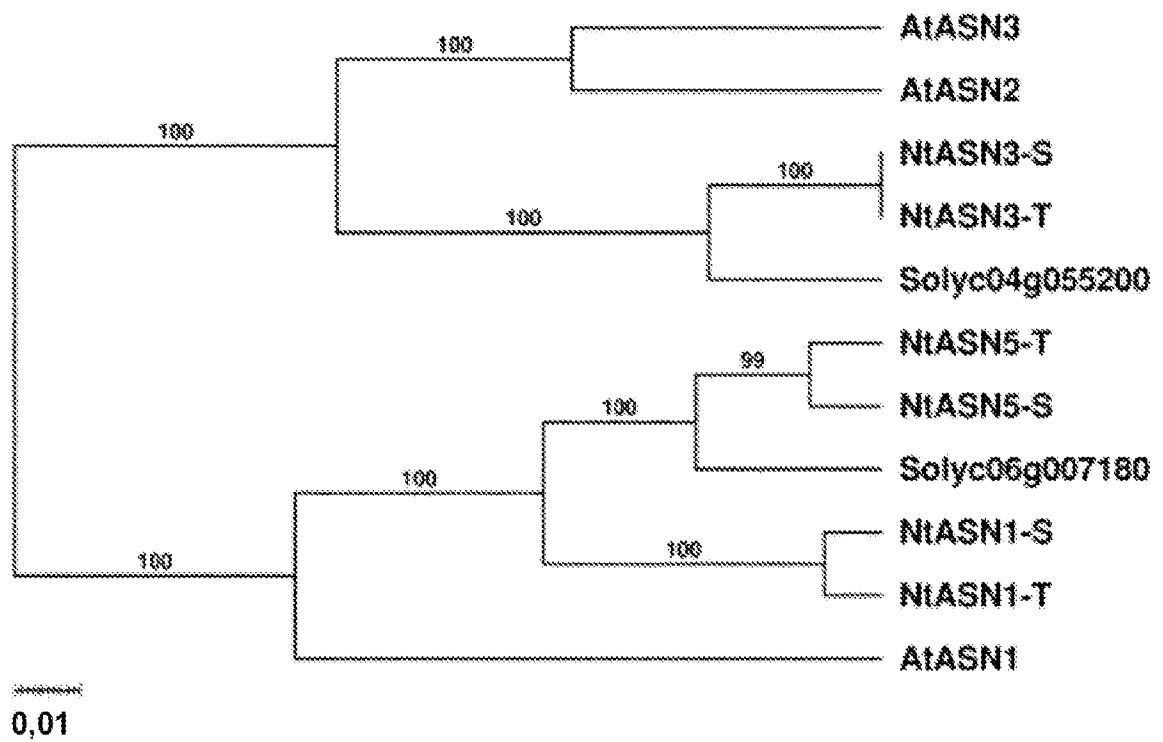 AtASN3
100
AtASN2
100
NtASN3-S
100
NtASN3-T
100
Solyc04g055200
NtASN5-T
99
NtASN5-S
100
Solyc06g007180
100
NtASN1-S
100
NtASN1-T
100
AtASN1
0,01